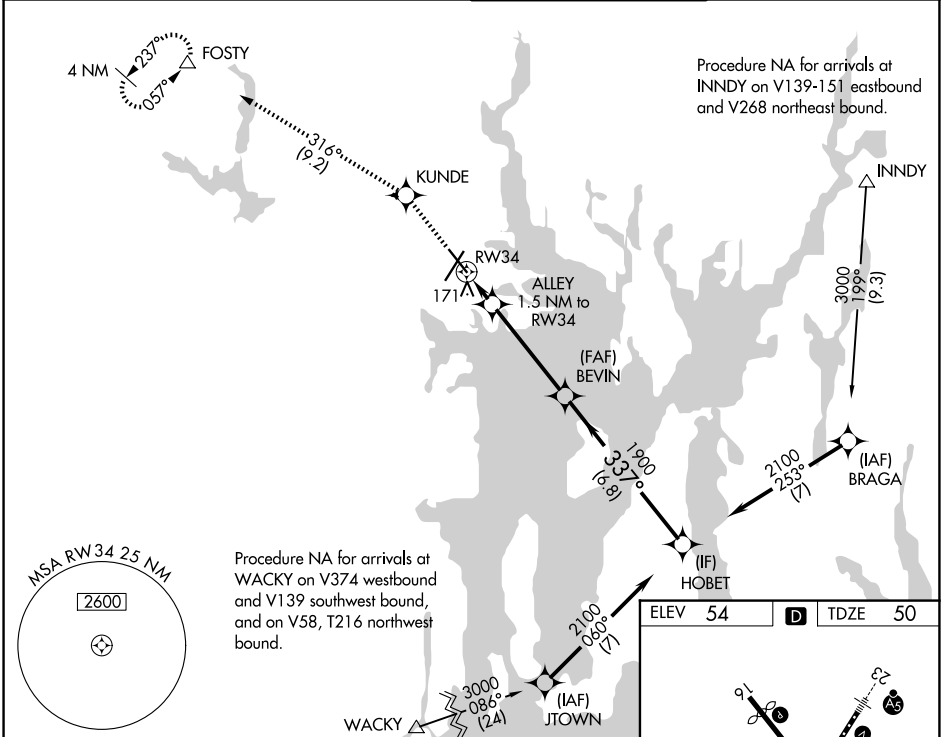 237°
4 NM
057°
FOSTY
Procedure NA for arrivals at
INNDY on V139-151 eastbound
and V268 northeast bound.
316°
(9.2)
KUNDE
INNDY
RW34
171
ALLEY
1.5 NM to
RW34
3000
199°
(9.3)
(FAF)
BEVIN
1900
337°
(6.8)
2100
253°
(7)
(IAF)
BRAGA
(IF)
HOBET
MSA RW34 25 NM
2600
Procedure NA for arrivals at
WACKY on V374 westbound
and V139 southwest bound,
and on V58, T216 northwest
bound.
2100
060°
(7)
3000
086°
(24)
WACKY
(IAF)
JTOWN
ELEV 54
D
TDZE 50
16
23
A5